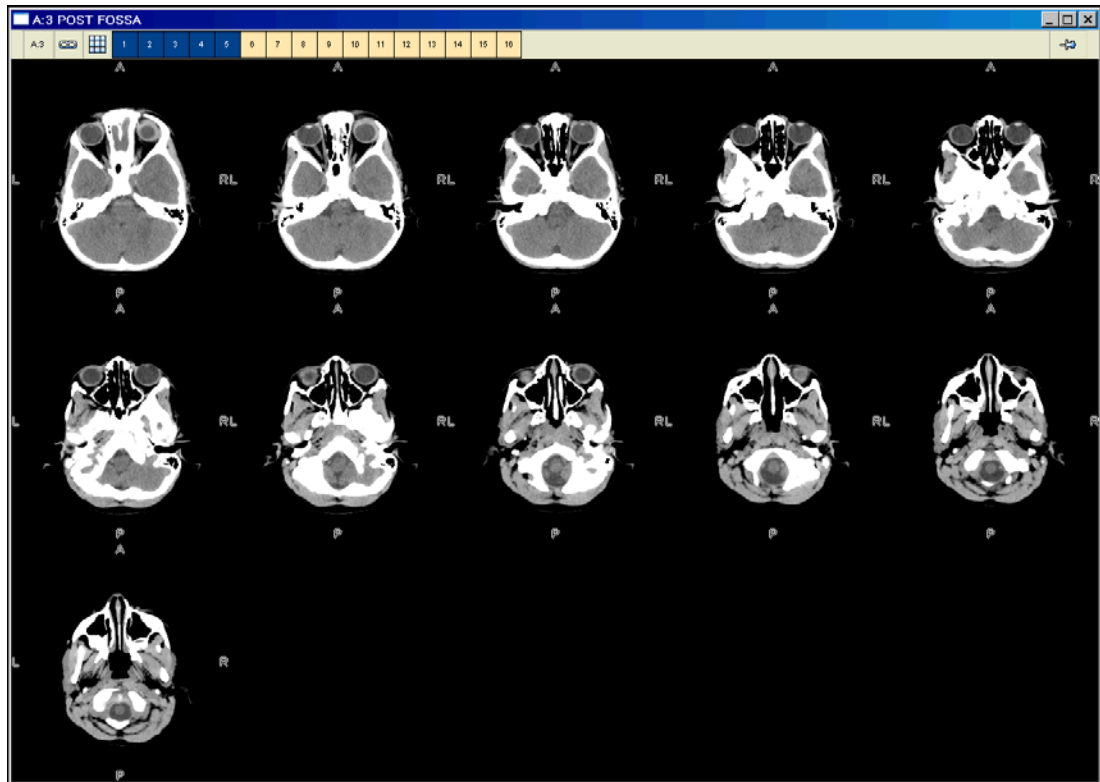 A:3 POST FOSSA
A:3 1 2 3 4 5 6 7 8 9 10 11 12 13 14 15 16
A A A A A
L RL RL RL RL R
P P P P P
A A A A A
L RL RL RL RL R
P P P P P
A
L R
P